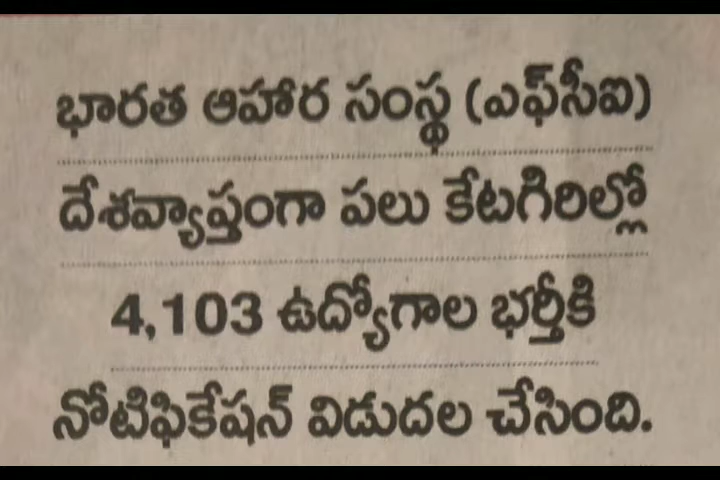 భారత ఆహార సంస్థ (ఎఫ్‌సీఐ)
దేశవ్యాప్తంగా పలు కేటగిరిల్లో
4,103 ఉద్యోగాల భర్తీకి
నోటిఫికేషన్ విడుదల చేసింది.